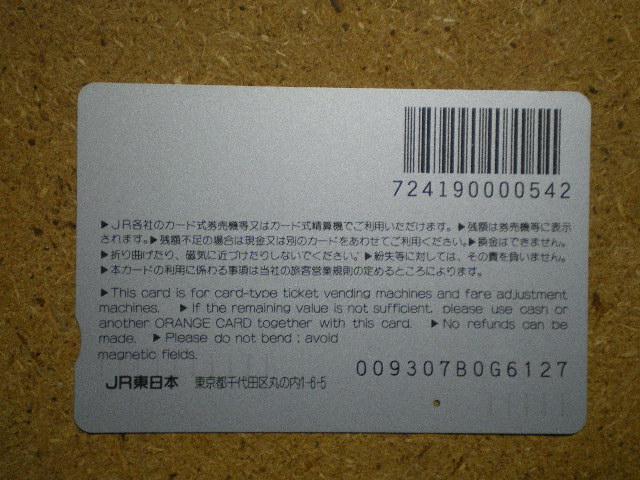 724190000542
▶JR各社のカード式券売機等又はカード式精算機でご利用いただけます。▶残額は券売機等に表示
されます。▶残額不足の場合は現金又は別のカードをあわせてご利用ください。▶換金はできません。
▶折り曲げたり、磁気に近づけたりしないでください。▶紛失等に対しては、その責を負いません。
▶本カードの利用に係わる事項は当社の旅客営業規則の定めるところによります。
▶This card is for card-type ticket vending machines and fare adjustment
machines. ▶If the remaining value is not sufficient, please use cash or
another ORANGE CARD together with this card. ▶No refunds can be
made. ▶Please do not bend; avoid
magnetic fields.
009307B0G6127
JR東日本 東京都千代田区丸の内1-6-5